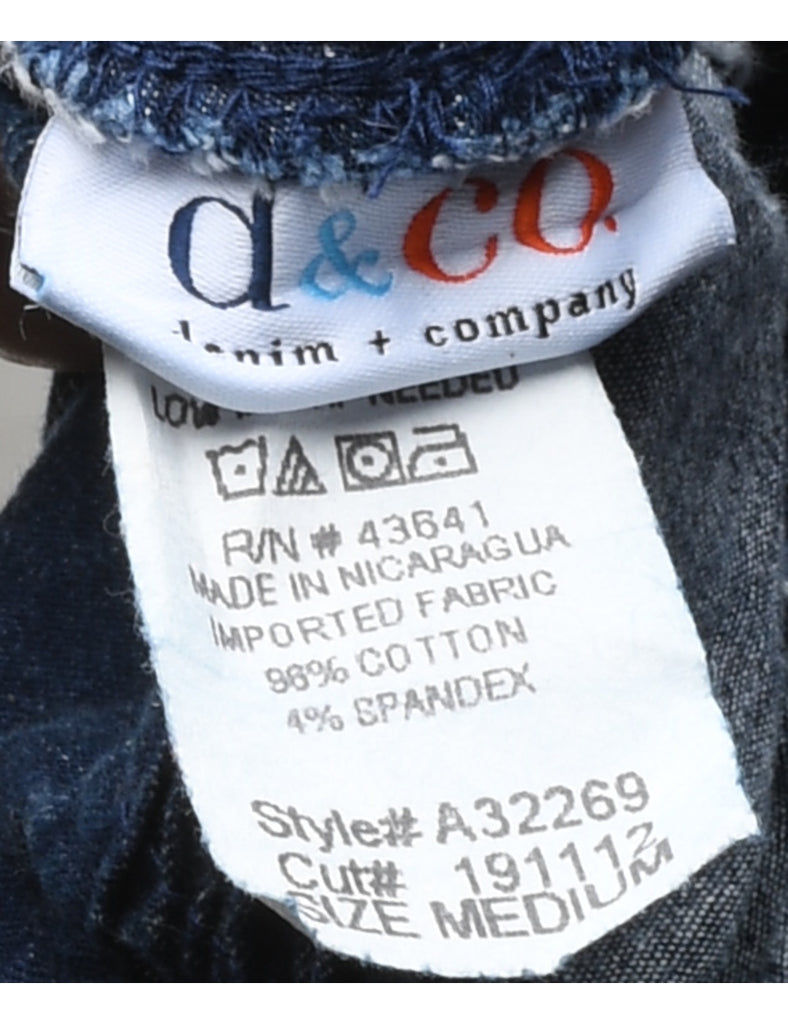 a&co.
denim + company
LOW NEEDED
R/N # 43641
MADE IN NICARAGUA
IMPORTED FABRIC
96% COTTON
4% SPANDEX
Style# A32269
Cut# 191112
SIZE MEDIUM